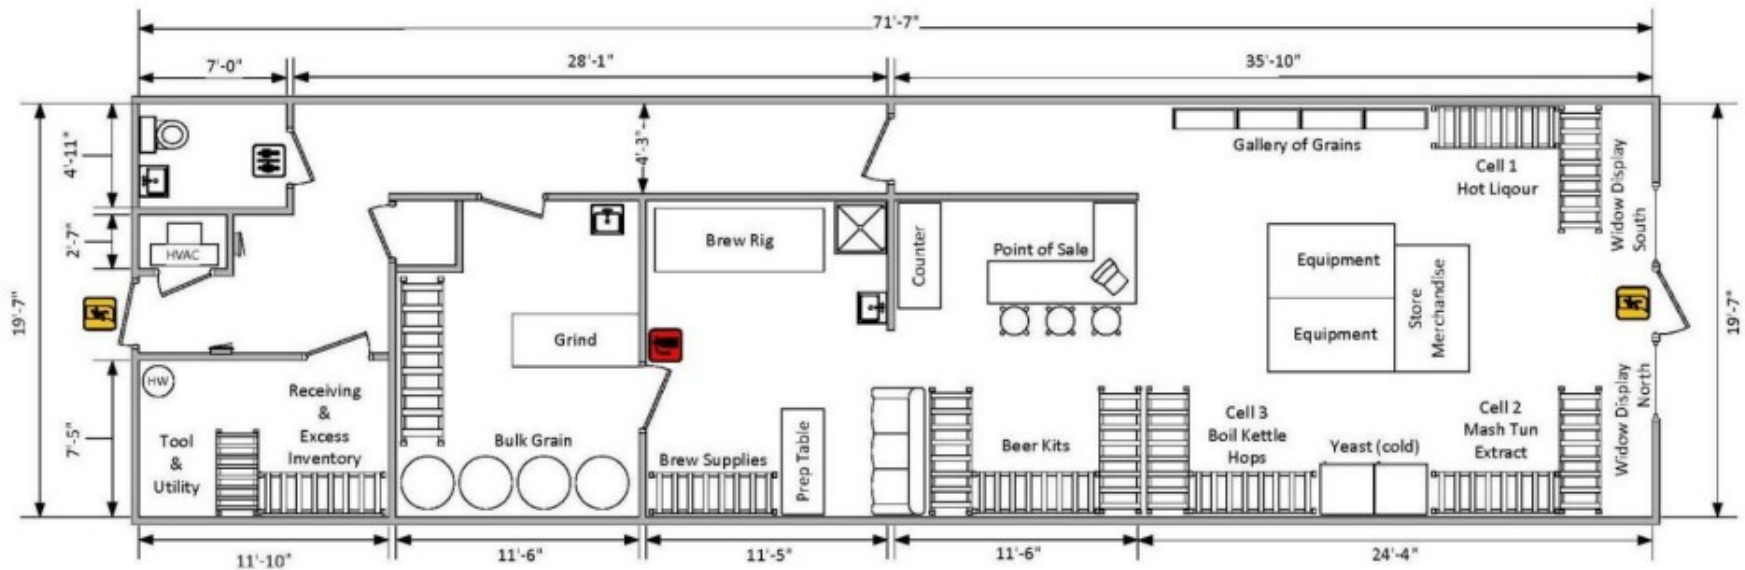 71'-7"
7'-0"
28'-1"
35'-10"
4'-11"
4'-3"
2'-7"
19'-7"
7'-5"
19'-7"
Gallery of Grains
Cell 1
Hot Liqour
Widow Display
South
HVAC
Brew Rig
Counter
Point of Sale
Equipment
Equipment
Store
Merchandise
Grind
HW
Receiving
&
Excess
Inventory
Tool
&
Utility
Bulk Grain
Brew Supplies
Prep Table
Beer Kits
Cell 3
Boil Kettle
Hops
Yeast (cold)
Cell 2
Mash Tun
Extract
Widow Display
North
11'-10"
11'-6"
11'-5"
11'-6"
24'-4"